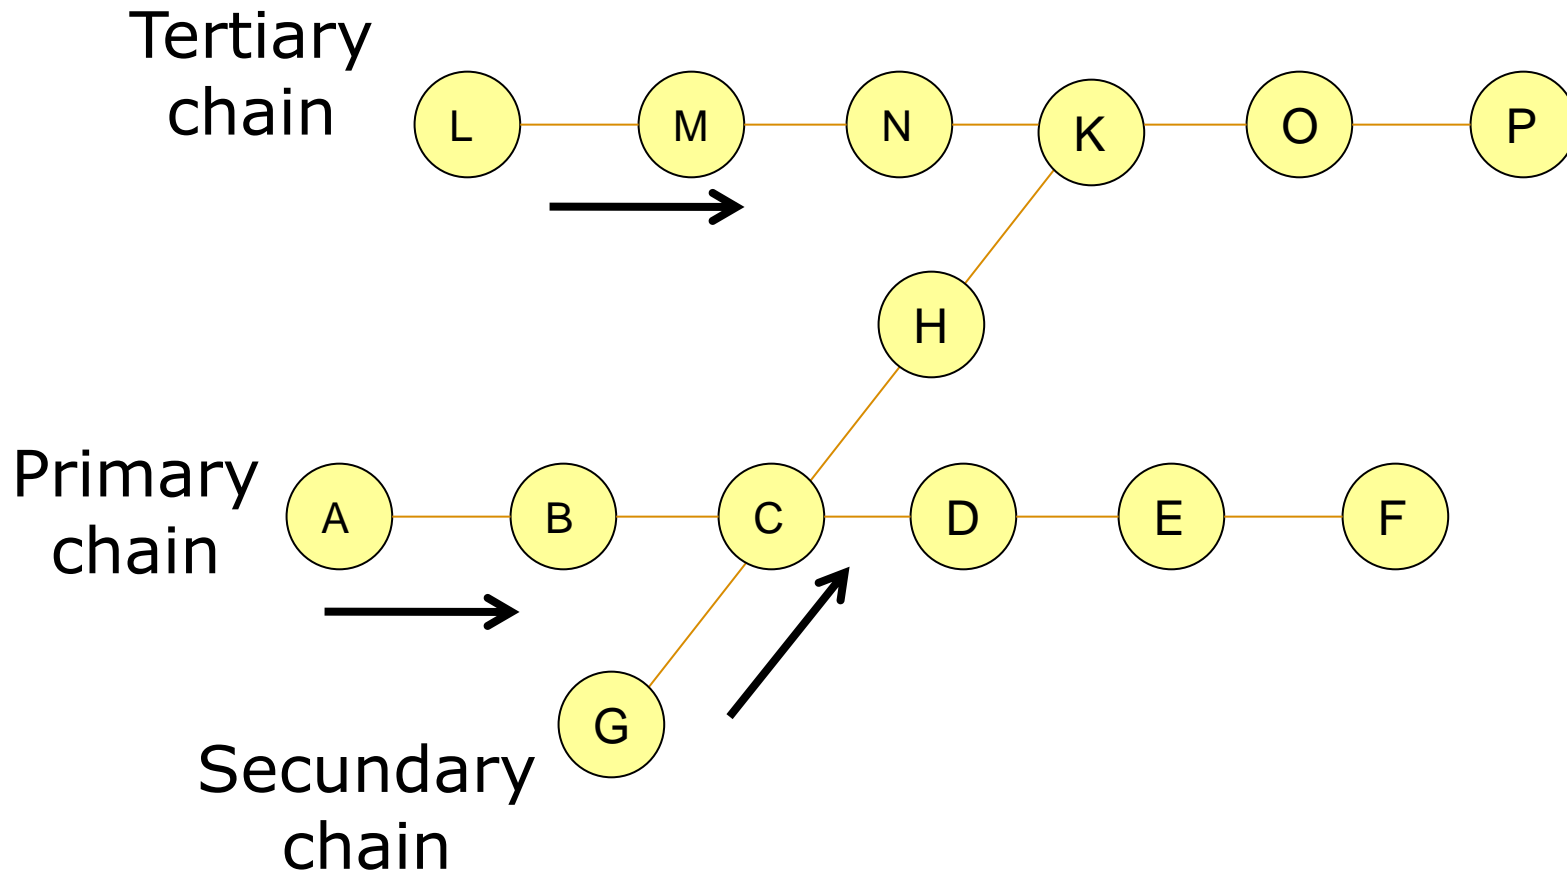 Tertiary
chain
L M N K O P
H
Primary
chain
A B C D E F
G
Secundary
chain